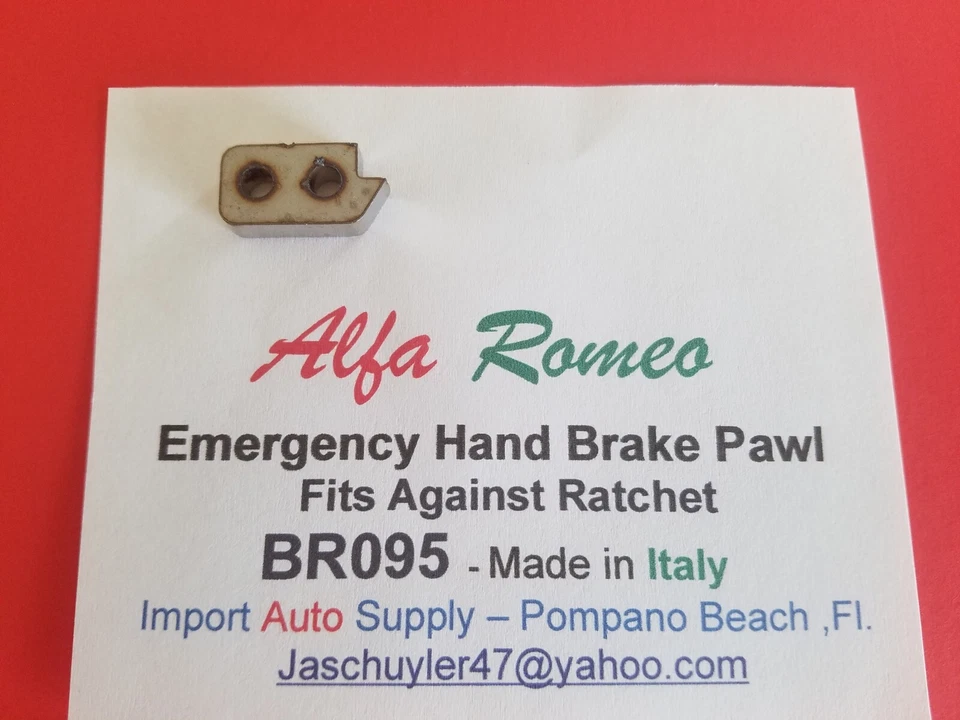 Alfa Romeo
Emergency Hand Brake Pawl
Fits Against Ratchet
BR095 - Made in Italy
Import Auto Supply – Pompano Beach ,Fl.
Jaschuyler47@yahoo.com